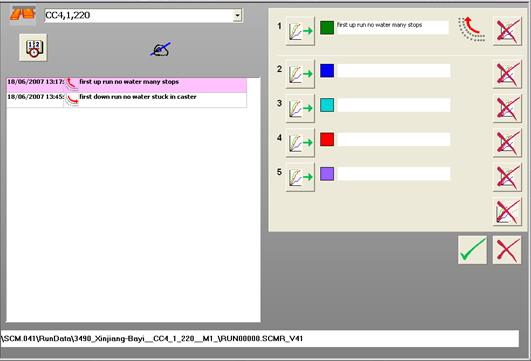 CC4,1,220
1 2
18/06/2007 13:17: first up run no water many stops
18/06/2007 13:45: first down run no water stuck in caster
1 first up run no water many stops
2
3
4
5
\SCM.041\RunData\3490_Xinjiang-Bayi__CC4_1_220__M1_\RUN00000.SCMR_V41